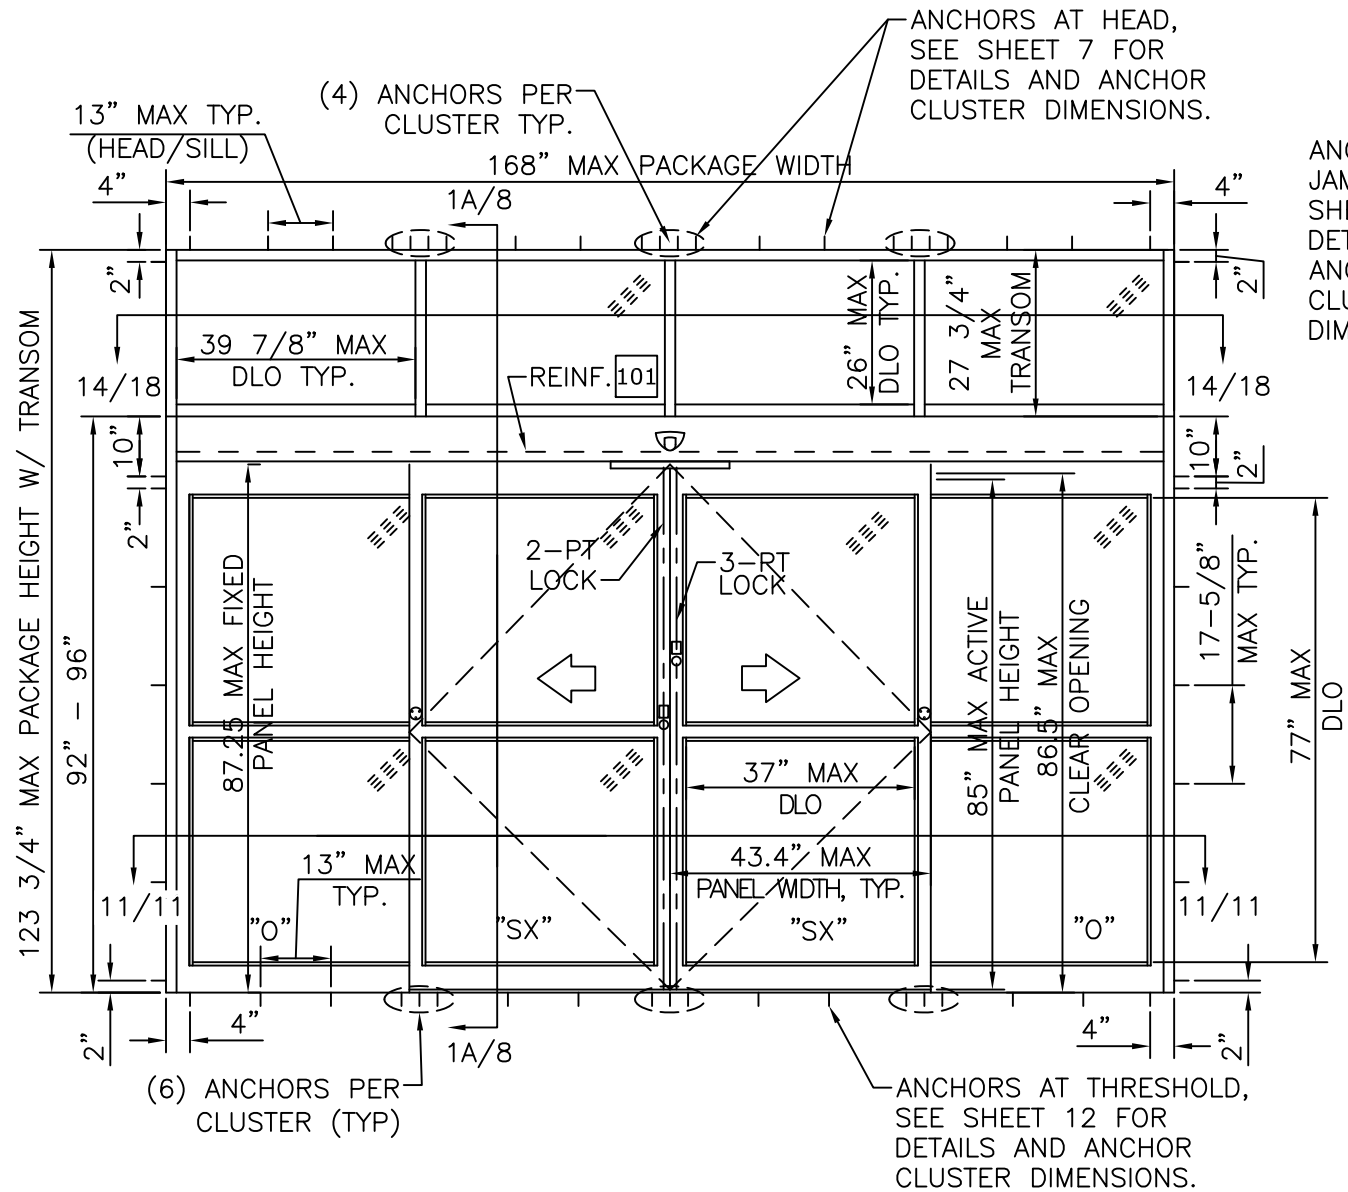 ANCHORS AT HEAD,
SEE SHEET 7 FOR
DETAILS AND ANCHOR
CLUSTER DIMENSIONS.
(4) ANCHORS PER
CLUSTER TYP.
13" MAX TYP.
(HEAD/SILL)
168" MAX PACKAGE WIDTH
4"
1A/8
4"
ANC
JAM
SHE
DET
ANC
CLU
DIM
2"
2"
39 7/8" MAX
DLO TYP.
26" MAX
DLO TYP.
27 3/4"
MAX
TRANSOM
REINF. 101
14/18
14/18
123 3/4" MAX PACKAGE HEIGHT W/ TRANSOM
92" – 96"
10"
2"
10"
2"
87.25 MAX FIXED
PANEL HEIGHT
2–PT
LOCK
3–PT
LOCK
85" MAX ACTIVE
PANEL HEIGHT
86.5" MAX
CLEAR OPENING
17–5/8"
MAX TYP.
77" MAX
DLO
37" MAX
DLO
43.4" MAX
PANEL WIDTH, TYP.
13" MAX
TYP.
11/11
11/11
"O"
"SX"
"SX"
"O"
2"
4"
1A/8
4"
2"
(6) ANCHORS PER
CLUSTER (TYP)
ANCHORS AT THRESHOLD,
SEE SHEET 12 FOR
DETAILS AND ANCHOR
CLUSTER DIMENSIONS.